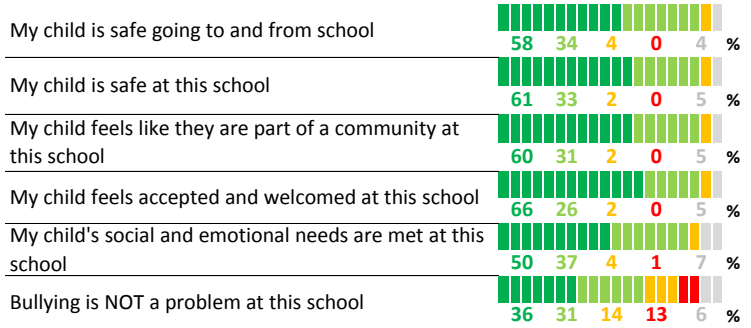 My child is safe going to and from school
58 34 4 0 4 %
My child is safe at this school
61 33 2 0 5 %
My child feels like they are part of a community at
this school
60 31 2 0 5 %
My child feels accepted and welcomed at this school
66 26 2 0 5 %
My child's social and emotional needs are met at this
school
50 37 4 1 7 %
Bullying is NOT a problem at this school
36 31 14 13 6 %